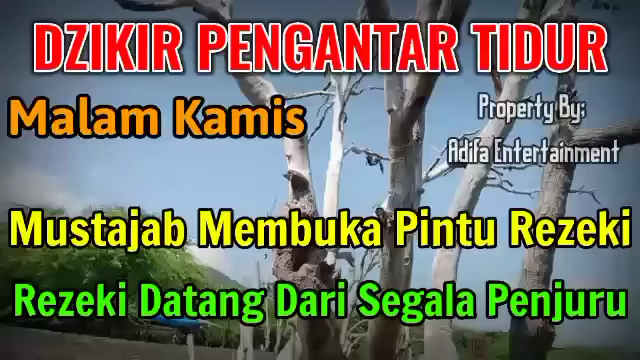 DZIKIR PENGANTAR TIDUR
Malam Kamis
Property By;
Adifa Entertainment
Mustajab Membuka Pintu Rezeki
Rezeki Datang Dari Segala Penjuru